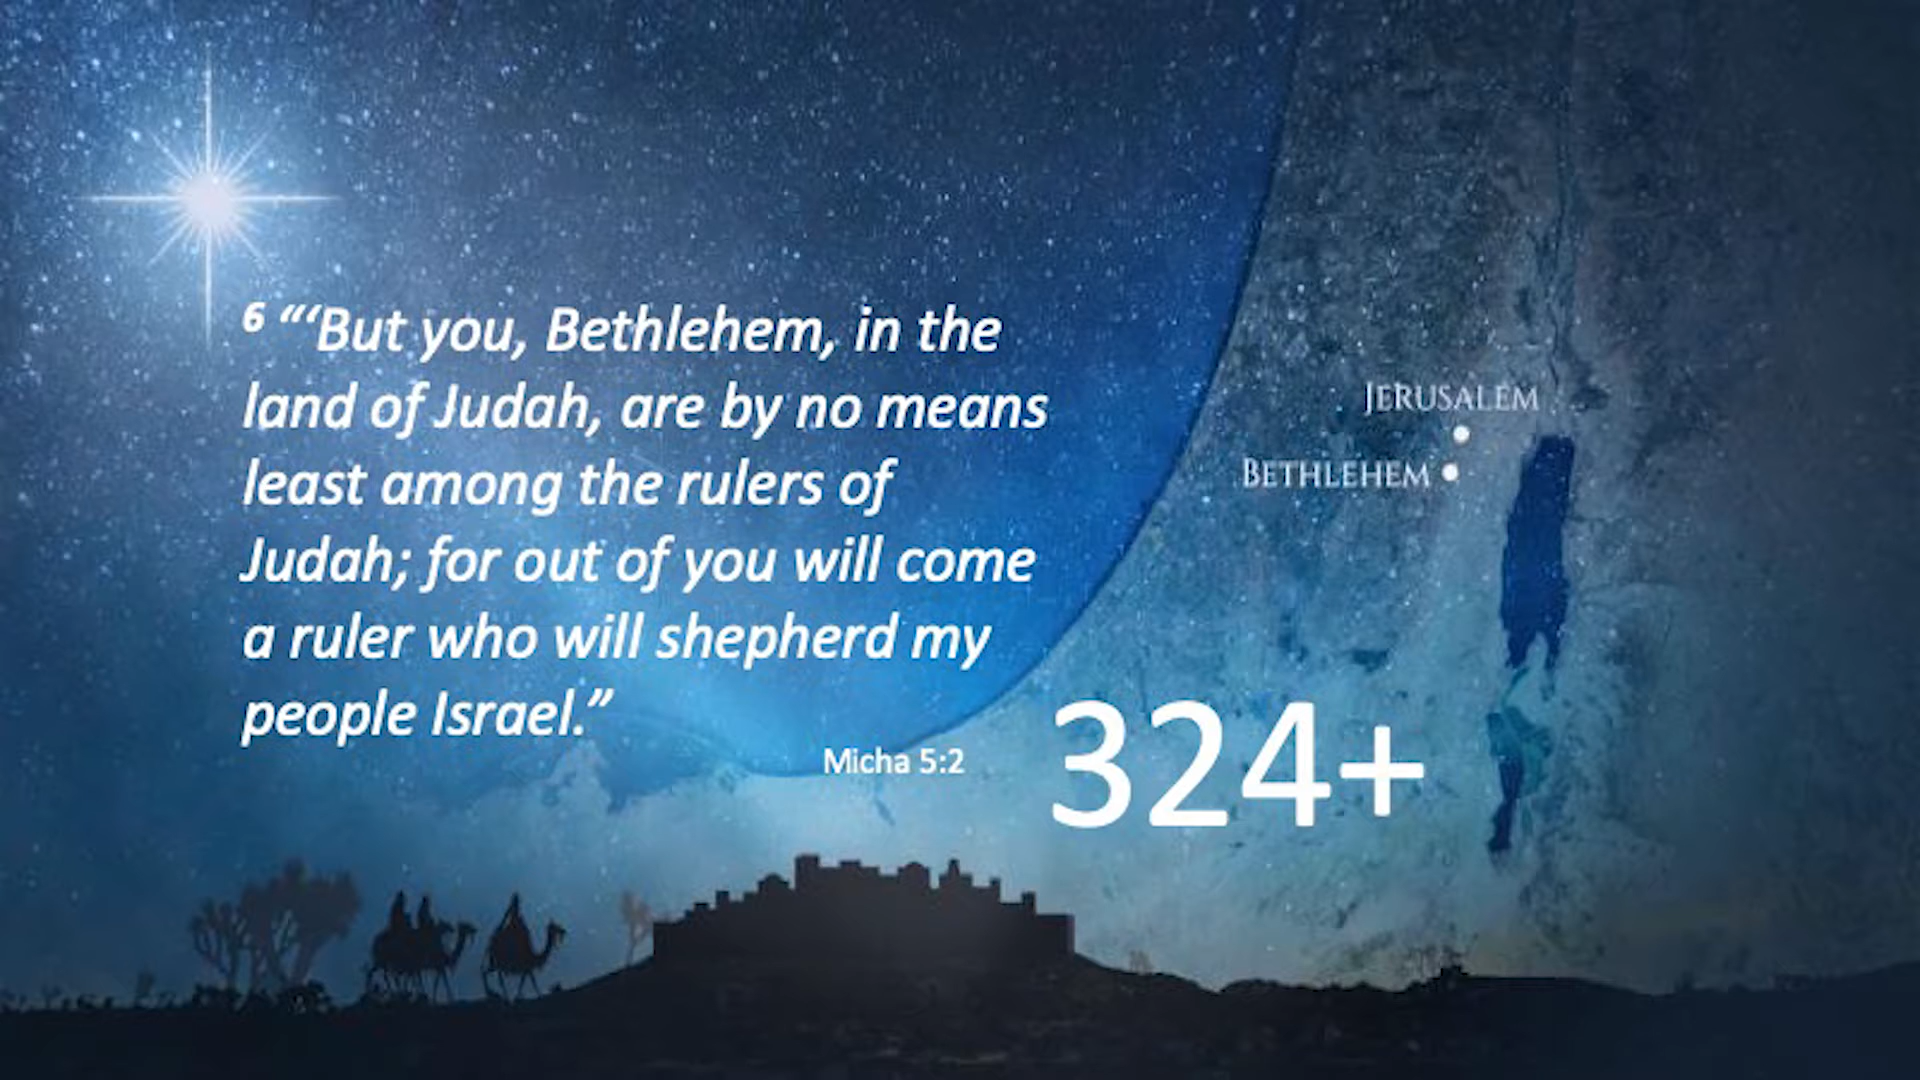 6 “‘But you, Bethlehem, in the
land of Judah, are by no means
least among the rulers of
Judah; for out of you will come
a ruler who will shepherd my
people Israel.”
Micha 5:2
324+
JERUSALEM
BETHLEHEM